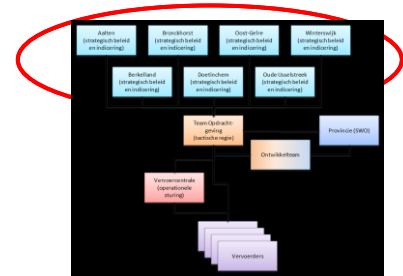 Aalten
(strategisch beleid
en indicering)
Bronckhorst
(strategisch beleid
en indicering)
Oost-Gelre
(strategisch beleid
en indicering)
Winterswijk
(strategisch beleid
en indicering)
Berkelland
(strategisch beleid
en indicering)
Doetinchem
(strategisch beleid
en indicering)
Oude IJsselstreek
(strategisch beleid
en indicering)
Team Opdracht-
geving
(tactische regie)
Provincie (SWO)
Ontwikkelteam
Vervoerscentrale
(operationele
sturing)
Vervoerders